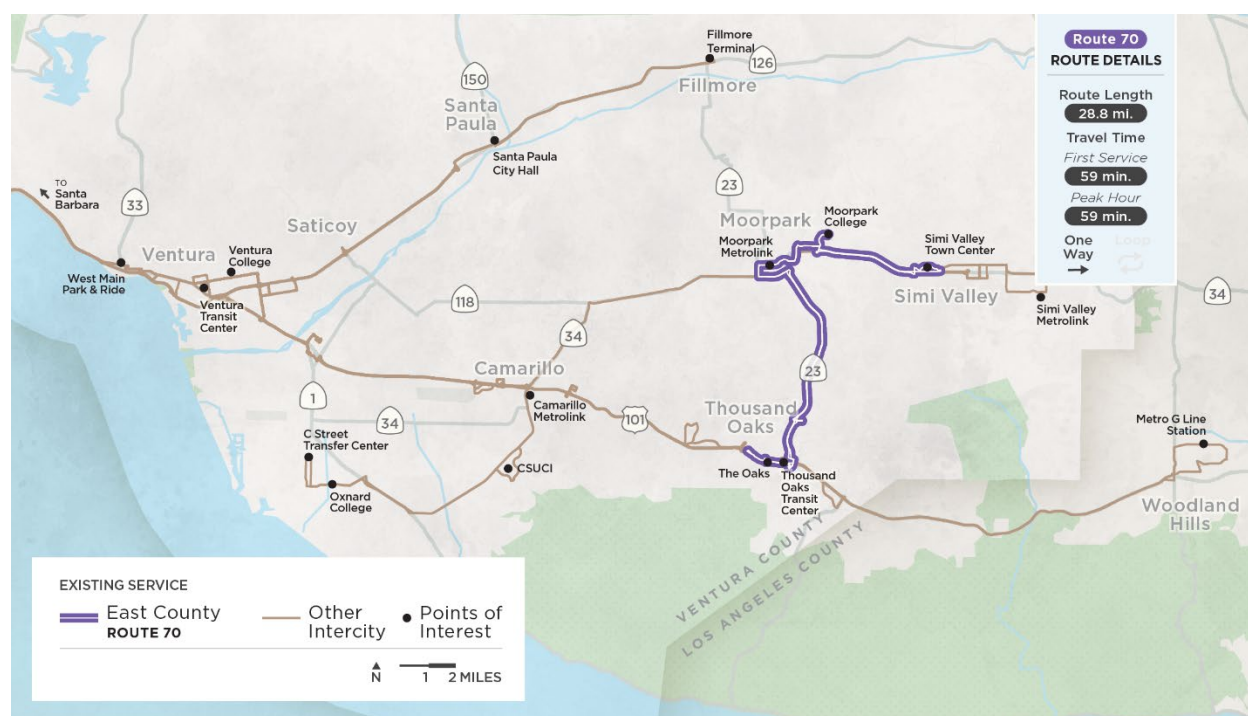 Fillmore
Terminal
126
Fillmore
150
Santa
Paula
Santa Paula
City Hall
TO
Santa
Barbara
33
Ventura
Saticoy
Ventura
College
West Main
Park & Ride
Ventura
Transit
Center
23
Moorpark
Moorpark
College
Moorpark
Metrolink
Simi Valley
Town Center
Simi Valley
Simi Valley
Metrolink
34
118
34
Camarillo
Camarillo
Metrolink
1
34
101
23
Thousand
Oaks
C Street
Transfer Center
CSUCI
Oxnard
College
The Oaks
Thousand
Oaks
Transit
Center
Metro G Line
Station
Woodland
Hills
VENTURA COUNTY
LOS ANGELES COUNTY
Route 70
ROUTE DETAILS
Route Length
28.8 mi.
Travel Time
First Service
59 min.
Peak Hour
59 min.
One
Way
Loop
EXISTING SERVICE
East County
ROUTE 70
Other
Intercity
Points of
Interest
N
1 2 MILES